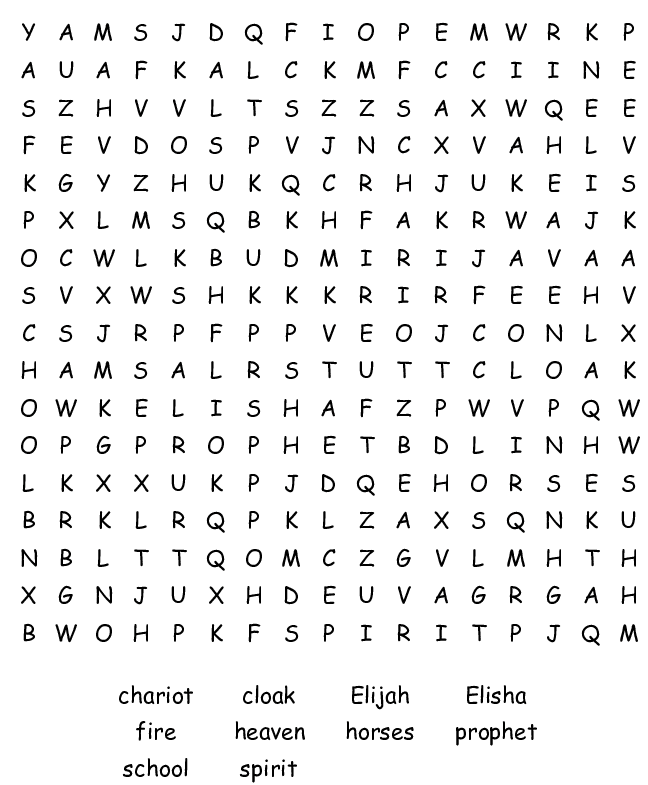 Y A M S J D Q F I O P E M W R K P
A U A F K A L C K M F C C I I N E
S Z H V V L T S Z Z S A X W Q E E
F E V D O S P V J N C X V A H L V
K G Y Z H U K Q C R H J U K E I S
P X L M S Q B K H F A K R W A J K
O C W L K B U D M I R I J A V A A
S V X W S H K K K R I R F E E H V
C S J R P F P P V E O J C O N L X
H A M S A L R S T U T T C L O A K
O W K E L I S H A F Z P W V P Q W
O P G P R O P H E T B D L I N H W
L K X X U K P J D Q E H O R S E S
B R K L R Q P K L Z A X S Q N K U
N B L T T Q O M C Z G V L M H T H
X G N J U X H D E U V A G R G A H
B W O H P K F S P I R I T P J Q M
chariot cloak Elijah Elisha
fire heaven horses prophet
school spirit